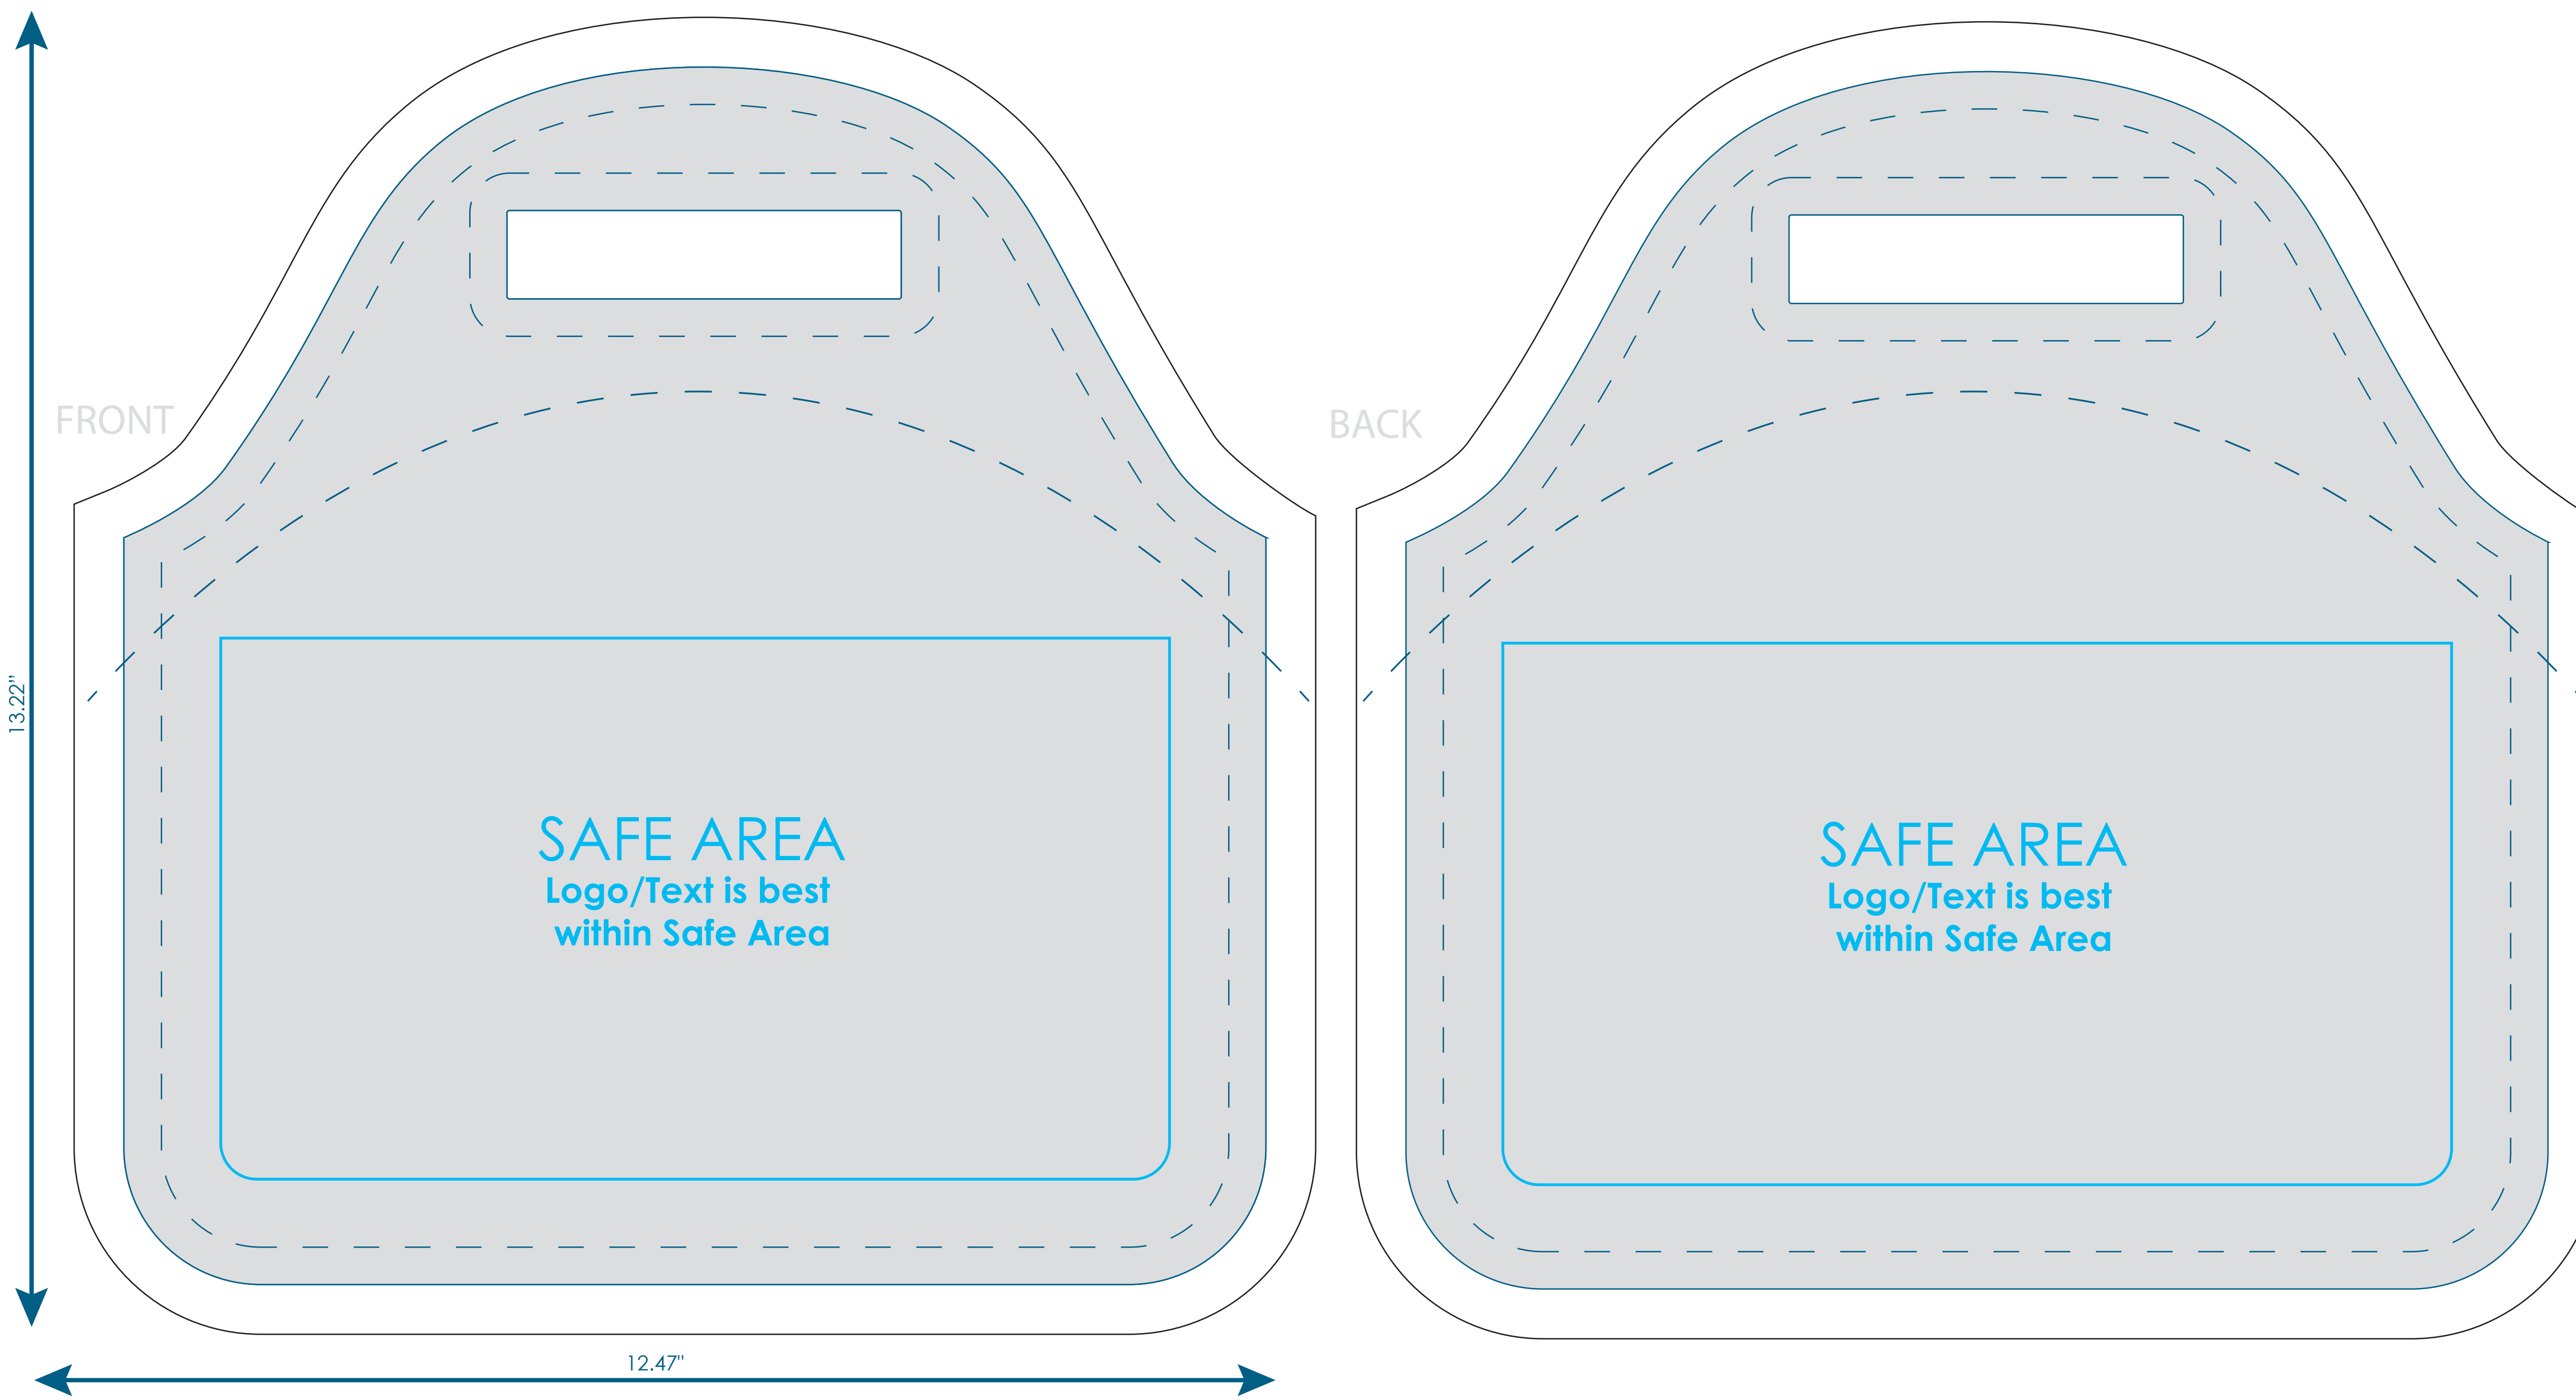 FRONT
SAFE AREA
Logo/Text is best
within Safe Area
13.22"
12.47"
BACK
SAFE AREA
Logo/Text is best
within Safe Area